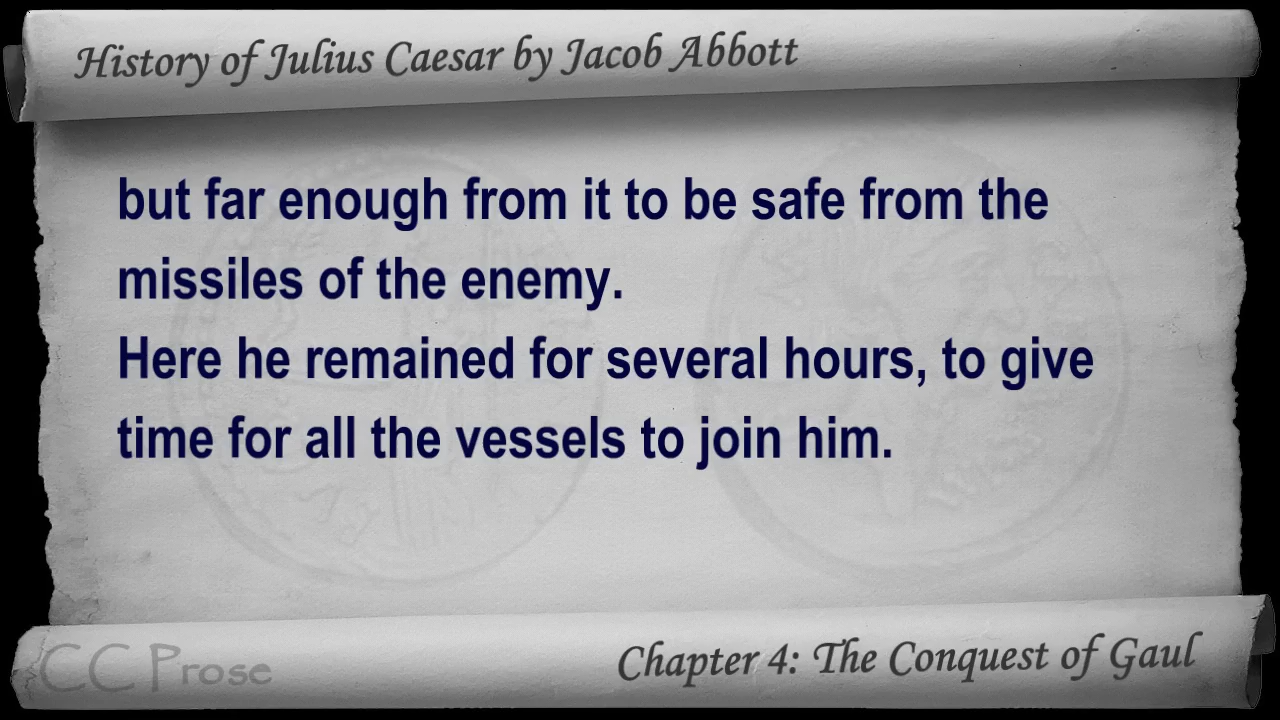 History of Julius Caesar by Jacob Abbott
but far enough from it to be safe from the
missiles of the enemy.
Here he remained for several hours, to give
time for all the vessels to join him.
CC Prose
Chapter 4: The Conquest of Gaul